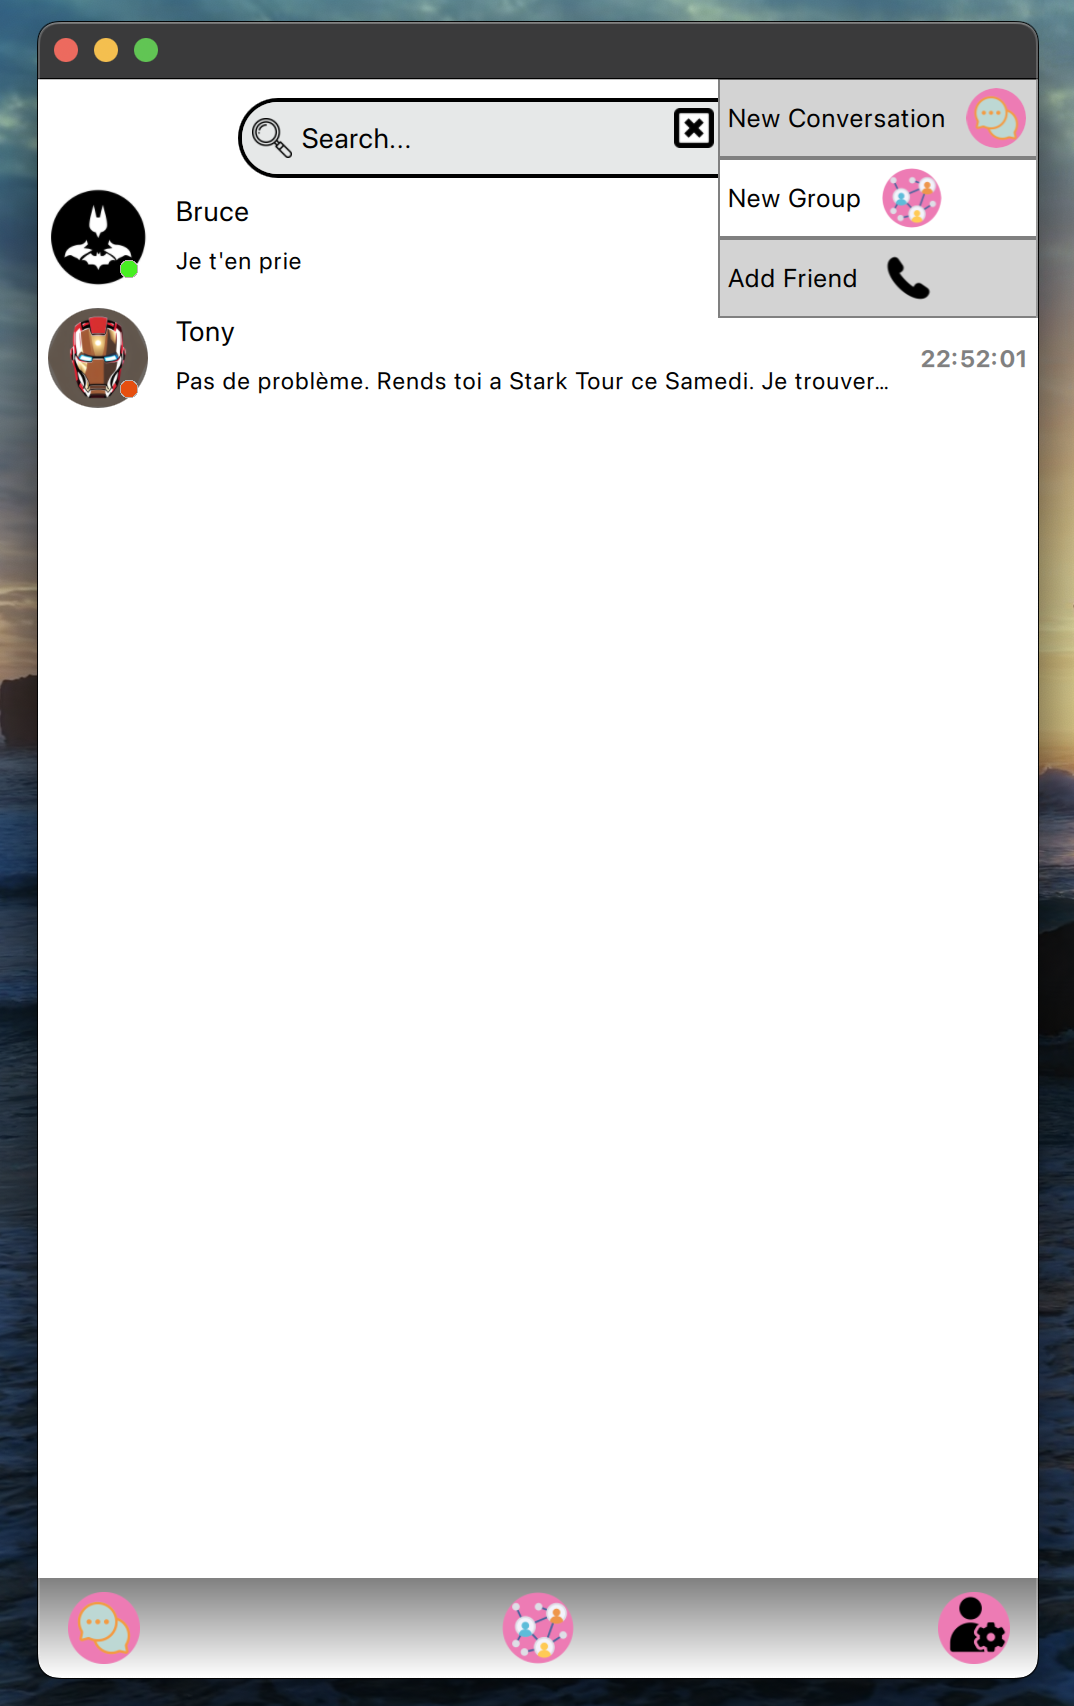 Search...
New Conversation
New Group
Add Friend
Bruce
Je t'en prie
Tony
Pas de problème. Rends toi a Stark Tour ce Samedi. Je trouver...
22:52:01